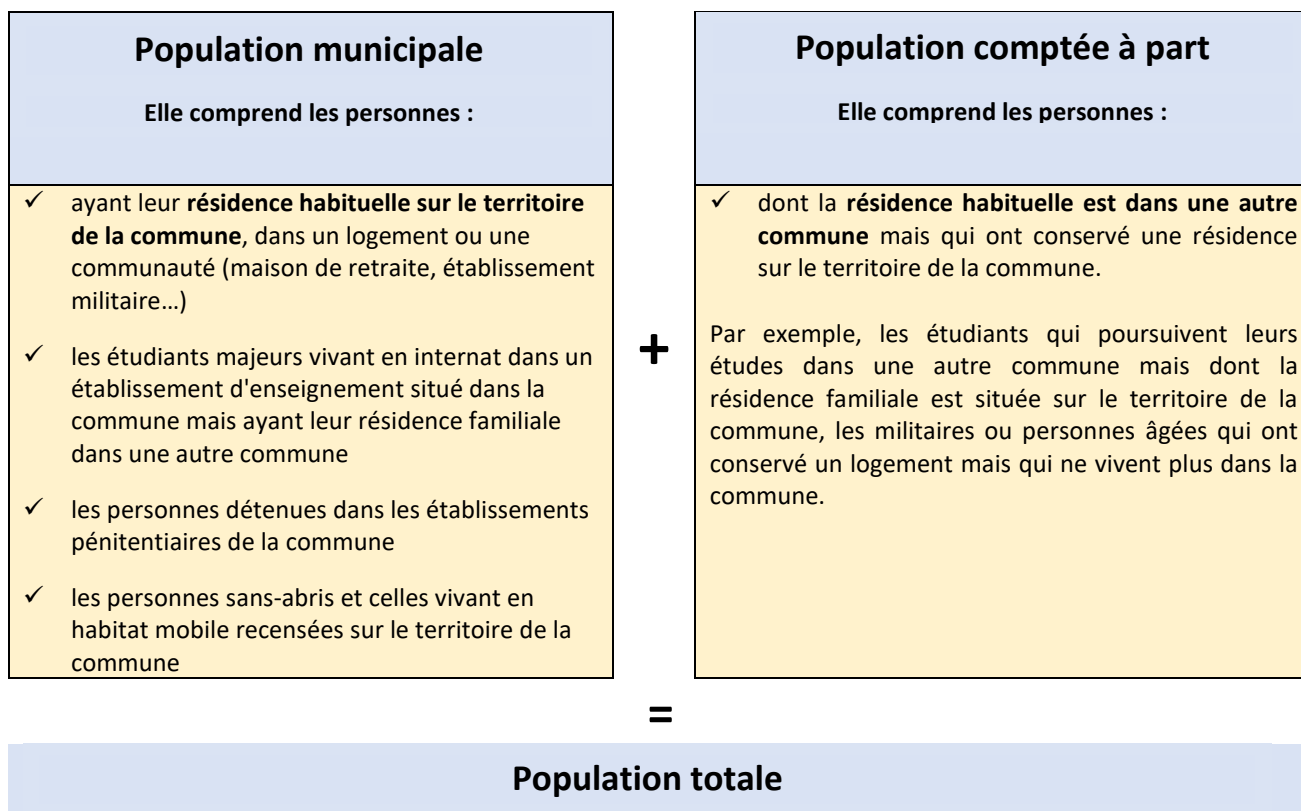 Population municipale
Elle comprend les personnes :
✓ ayant leur résidence habituelle sur le territoire
de la commune, dans un logement ou une
communauté (maison de retraite, établissement
militaire…)
✓ les étudiants majeurs vivant en internat dans un
établissement d'enseignement situé dans la
commune mais ayant leur résidence familiale
dans une autre commune
✓ les personnes détenues dans les établissements
pénitentiaires de la commune
✓ les personnes sans-abris et celles vivant en
habitat mobile recensées sur le territoire de la
commune
+
Population comptée à part
Elle comprend les personnes :
✓ dont la résidence habituelle est dans une autre
commune mais qui ont conservé une résidence
sur le territoire de la commune.
Par exemple, les étudiants qui poursuivent leurs
études dans une autre commune mais dont la
résidence familiale est située sur le territoire de la
commune, les militaires ou personnes âgées qui ont
conservé un logement mais qui ne vivent plus dans la
commune.
=
Population totale